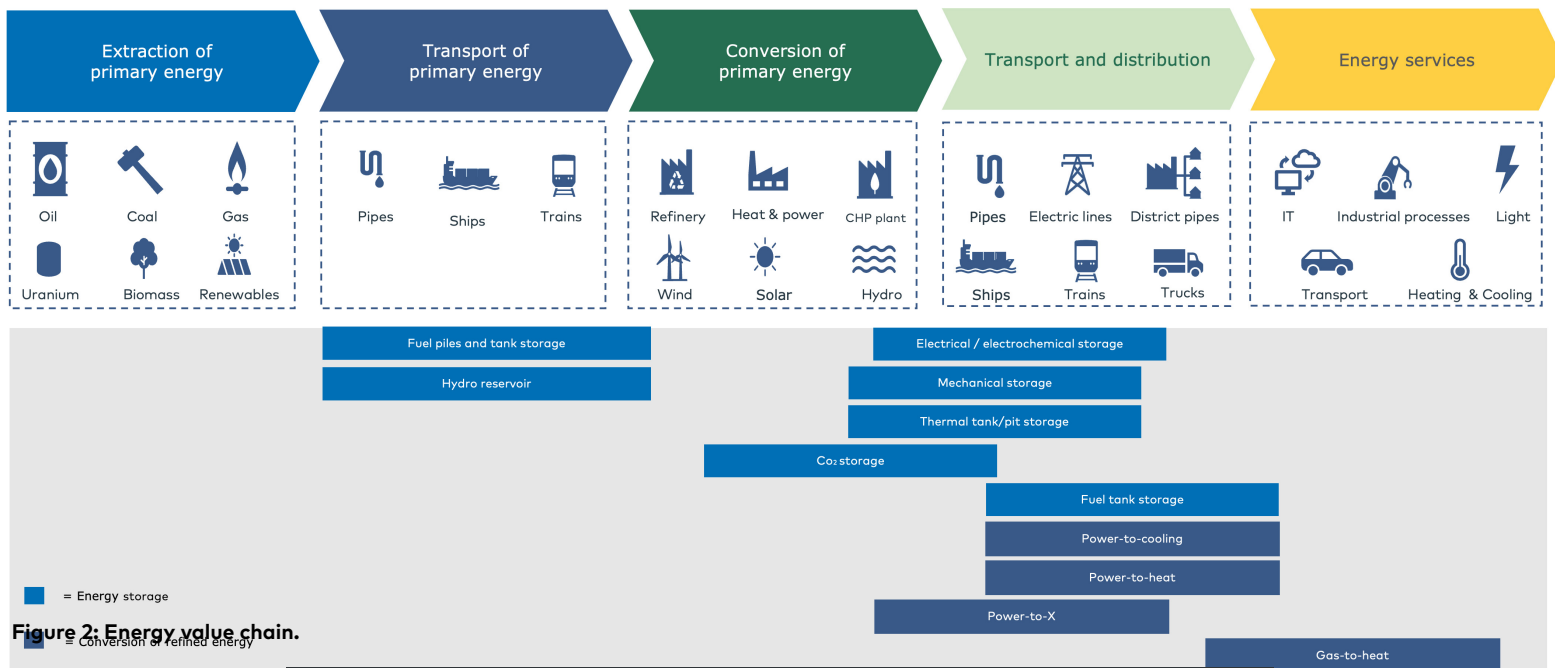 Extraction of
primary energy
Transport of
primary energy
Conversion of
primary energy
Transport and distribution
Energy services
Oil
Coal
Gas
Uranium
Biomass
Renewables
Pipes
Ships
Trains
Refinery
Heat & power
CHP plant
Wind
Solar
Hydro
Pipes
Electric lines
District pipes
Ships
Trains
Trucks
IT
Industrial processes
Light
Transport
Heating & Cooling
Fuel piles and tank storage
Electrical / electrochemical storage
Hydro reservoir
Mechanical storage
Thermal tank/pit storage
Co₂ storage
Fuel tank storage
Power-to-cooling
Power-to-heat
Power-to-X
Gas-to-heat
= Energy storage
Figure 2: Energy value chain.
= Conversion of refined energy